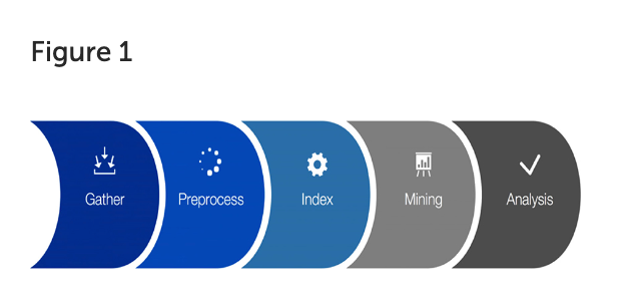 Figure 1
Gather
Preprocess
Index
Mining
Analysis